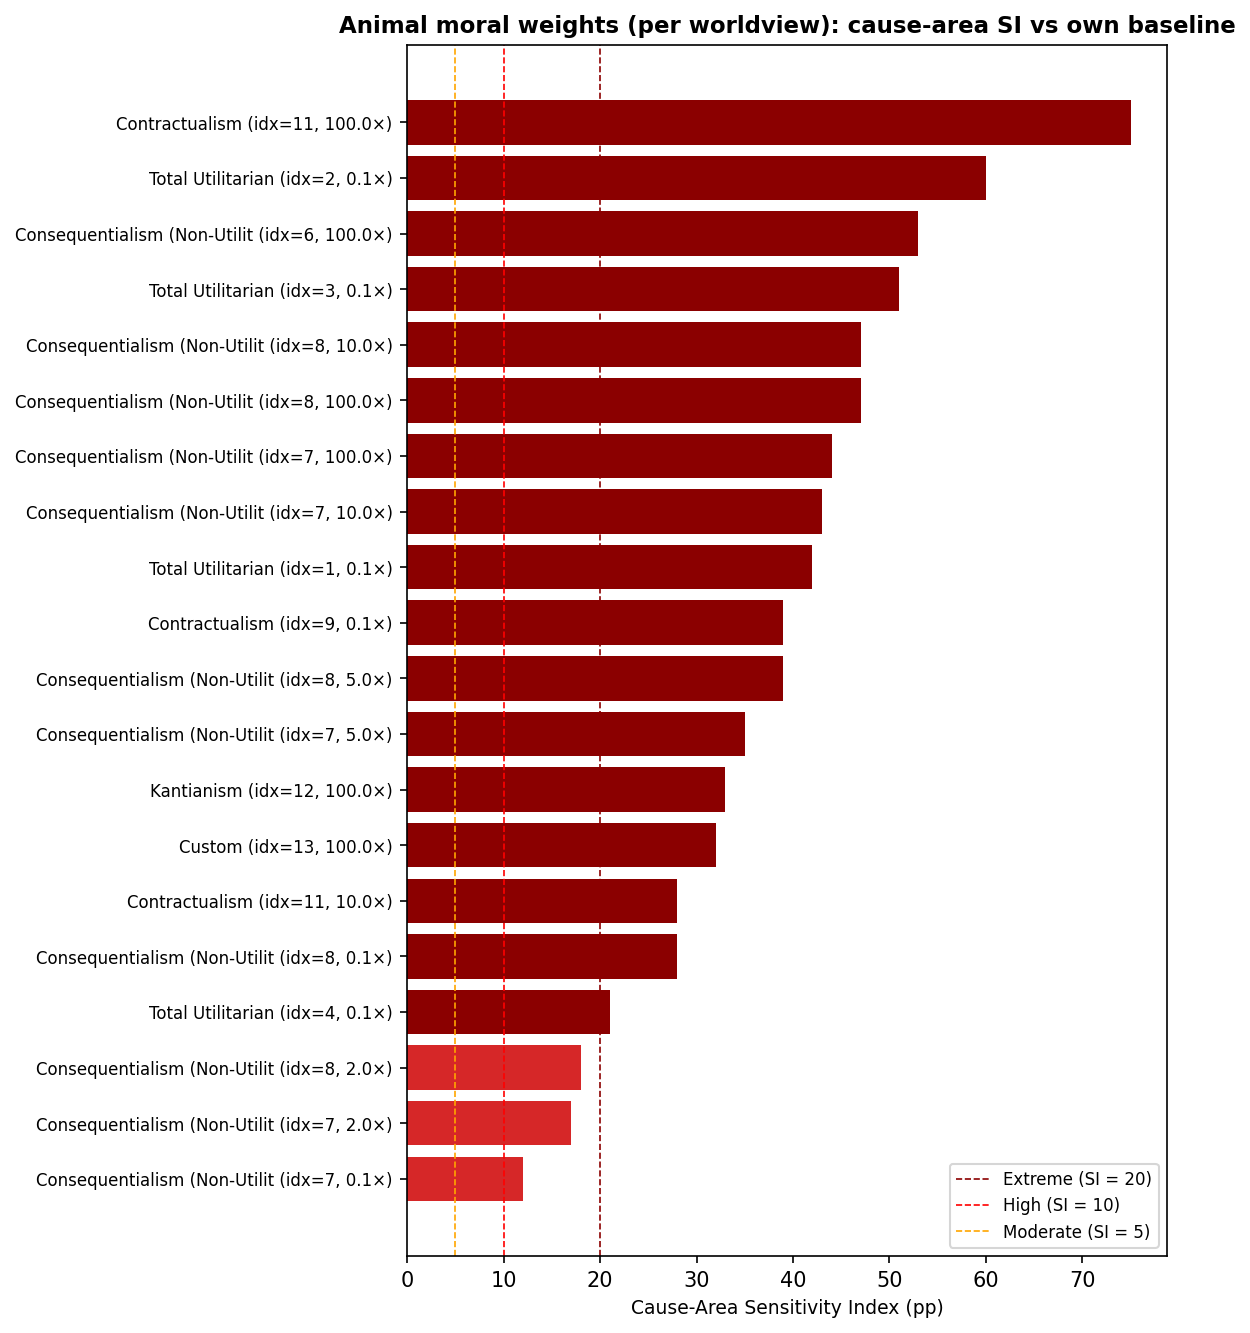 Animal moral weights (per worldview): cause-area SI vs own baseline
Contractualism (idx=11, 100.0×)
Total Utilitarian (idx=2, 0.1×)
Consequentialism (Non-Utilit (idx=6, 100.0×)
Total Utilitarian (idx=3, 0.1×)
Consequentialism (Non-Utilit (idx=8, 10.0×)
Consequentialism (Non-Utilit (idx=8, 100.0×)
Consequentialism (Non-Utilit (idx=7, 100.0×)
Consequentialism (Non-Utilit (idx=7, 10.0×)
Total Utilitarian (idx=1, 0.1×)
Contractualism (idx=9, 0.1×)
Consequentialism (Non-Utilit (idx=8, 5.0×)
Consequentialism (Non-Utilit (idx=7, 5.0×)
Kantianism (idx=12, 100.0×)
Custom (idx=13, 100.0×)
Contractualism (idx=11, 10.0×)
Consequentialism (Non-Utilit (idx=8, 0.1×)
Total Utilitarian (idx=4, 0.1×)
Consequentialism (Non-Utilit (idx=8, 2.0×)
Consequentialism (Non-Utilit (idx=7, 2.0×)
Consequentialism (Non-Utilit (idx=7, 0.1×)
Extreme (SI = 20)
High (SI = 10)
Moderate (SI = 5)
0 10 20 30 40 50 60 70
Cause-Area Sensitivity Index (pp)